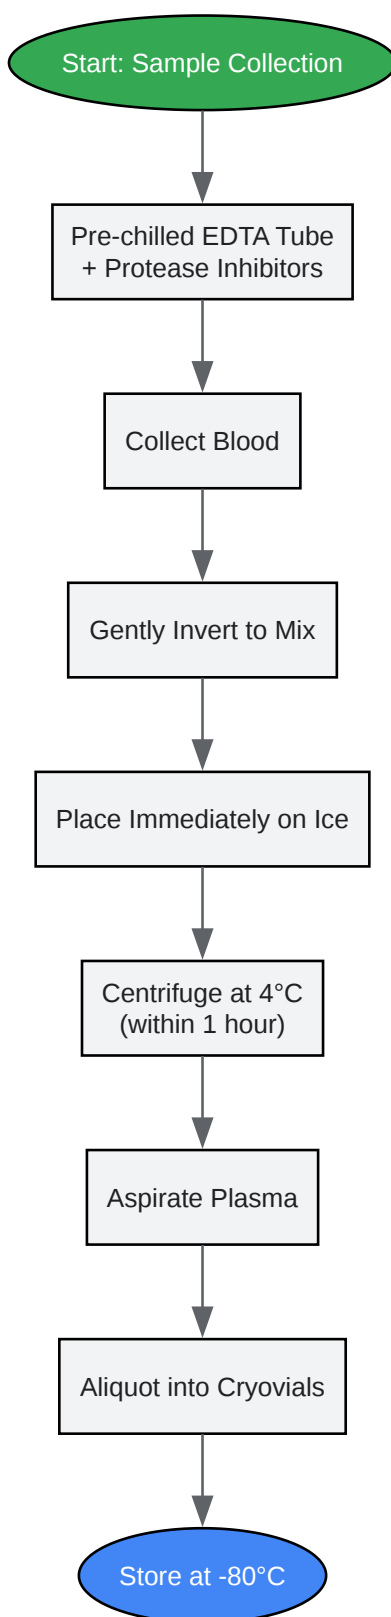 Start: Sample Collection
Pre-chilled EDTA Tube
+ Protease Inhibitors
Collect Blood
Gently Invert to Mix
Place Immediately on Ice
Centrifuge at 4°C
(within 1 hour)
Aspirate Plasma
Aliquot into Cryovials
Store at -80°C